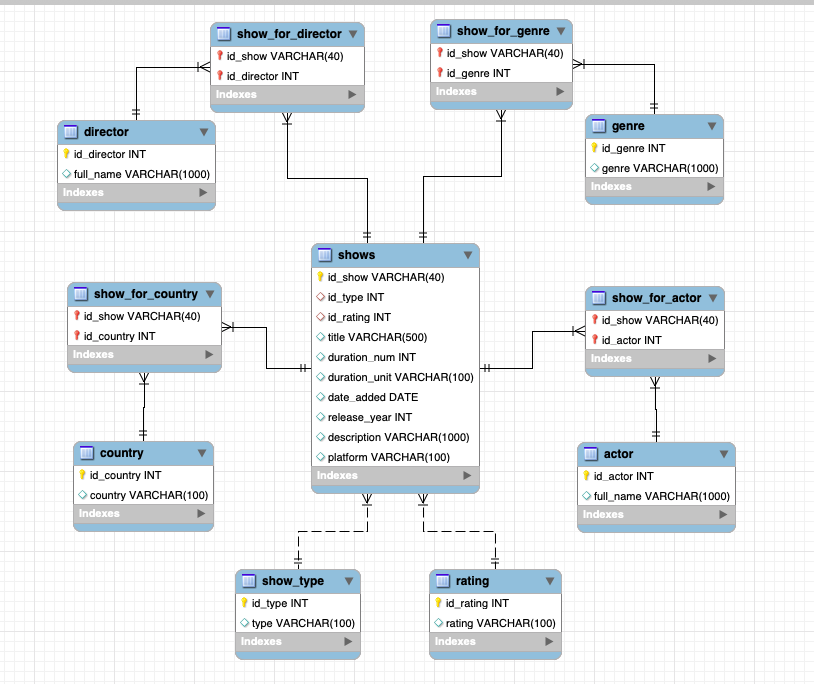 show_for_director
id_show VARCHAR(40)
id_director INT
Indexes
show_for_genre
id_show VARCHAR(40)
id_genre INT
Indexes
director
id_director INT
full_name VARCHAR(1000)
Indexes
genre
id_genre INT
genre VARCHAR(1000)
Indexes
shows
id_show VARCHAR(40)
id_type INT
id_rating INT
title VARCHAR(500)
duration_num INT
duration_unit VARCHAR(100)
date_added DATE
release_year INT
description VARCHAR(1000)
platform VARCHAR(100)
Indexes
show_for_country
id_show VARCHAR(40)
id_country INT
Indexes
show_for_actor
id_show VARCHAR(40)
id_actor INT
Indexes
country
id_country INT
country VARCHAR(100)
Indexes
actor
id_actor INT
full_name VARCHAR(1000)
Indexes
show_type
id_type INT
type VARCHAR(100)
Indexes
rating
id_rating INT
rating VARCHAR(100)
Indexes